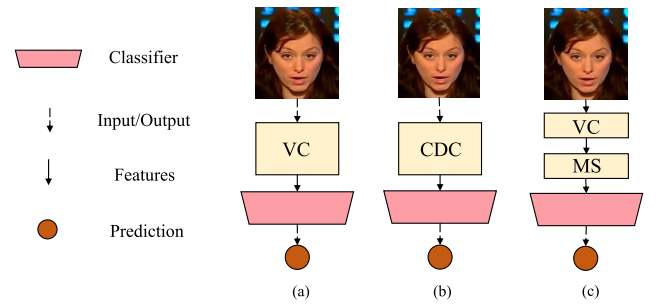 Classifier
Input/Output
Features
Prediction
VC
CDC
VC
MS
(a)
(b)
(c)